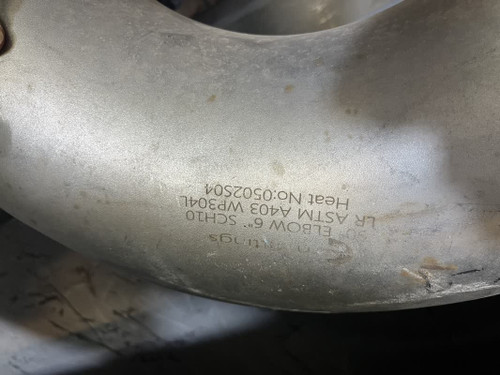 ELBOW 6" SCH10
LR ASTM A403 WP304L
Heat No:0502S04